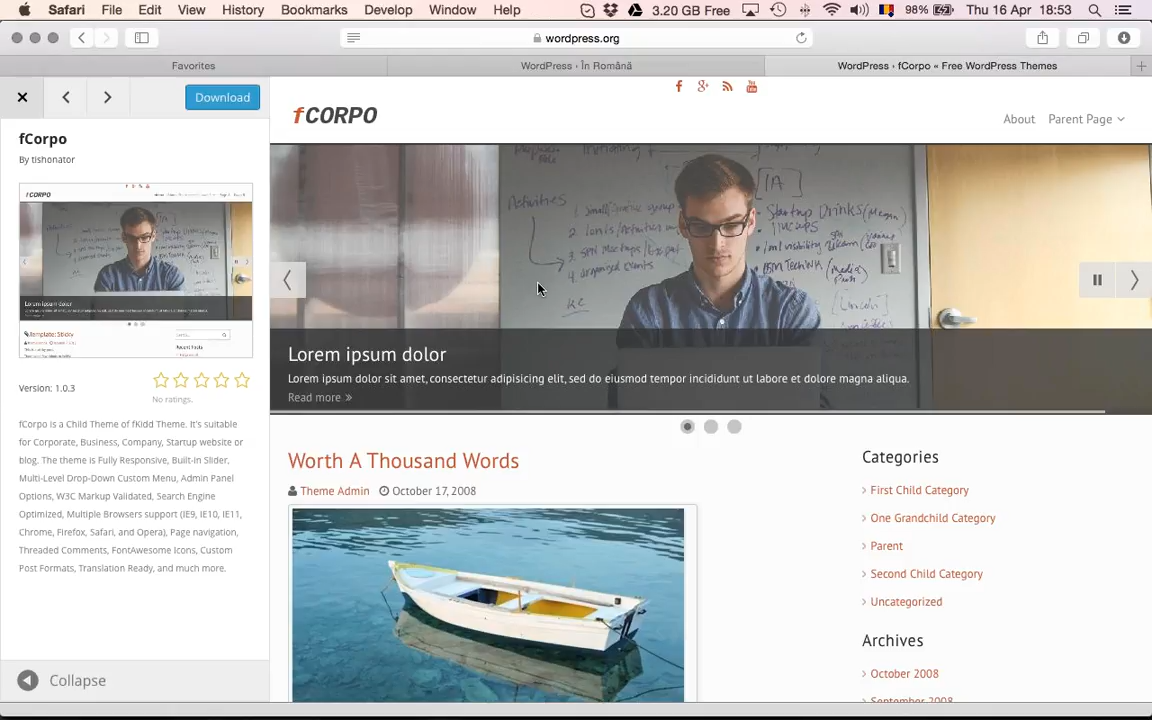 Safari File Edit View History Bookmarks Develop Window Help 3.20 GB Free 98% Thu 16 Apr 18:53
wordpress.org
Favorites WordPress › În Română WordPress › fCorpo « Free WordPress Themes
Download
fCorpo
By tishonator
Version: 1.0.3
No ratings.
fCorpo is a Child Theme of fKidd Theme. It's suitable
for Corporate, Business, Company, Startup website or
blog. The theme is Fully Responsive, Built-in Slider,
Multi-Level Drop-Down Custom Menu, Admin Panel
Options, W3C Markup Validated, Search Engine
Optimized, Multiple Browsers support (IE9, IE10, IE11,
Chrome, Firefox, Safari, and Opera), Page navigation,
Threaded Comments, FontAwesome Icons, Custom
Post Formats, Translation Ready, and much more.
Collapse
fCORPO
About Parent Page
Activities
Lorem ipsum dolor
Lorem ipsum dolor sit amet, consectetur adipisicing elit, sed do eiusmod tempor incididunt ut labore et dolore magna aliqua.
Read more »
Worth A Thousand Words
Theme Admin October 17, 2008
Categories
First Child Category
One Grandchild Category
Parent
Second Child Category
Uncategorized
Archives
October 2008
September 2008